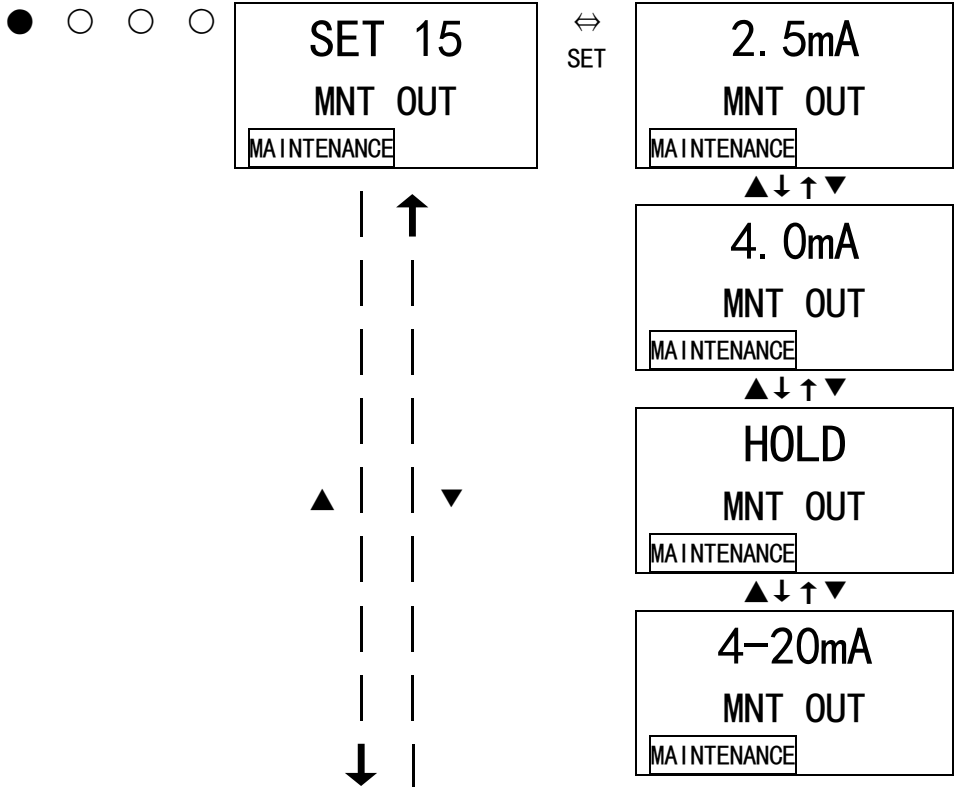 ● ○ ○ ○
SET 15
MNT OUT
MAINTENANCE
⇔
SET
2. 5mA
MNT OUT
MAINTENANCE
▲↓↑▼
4. 0mA
MNT OUT
MAINTENANCE
▲↓↑▼
HOLD
MNT OUT
MAINTENANCE
▲↓↑▼
4-20mA
MNT OUT
MAINTENANCE
▲ ▼